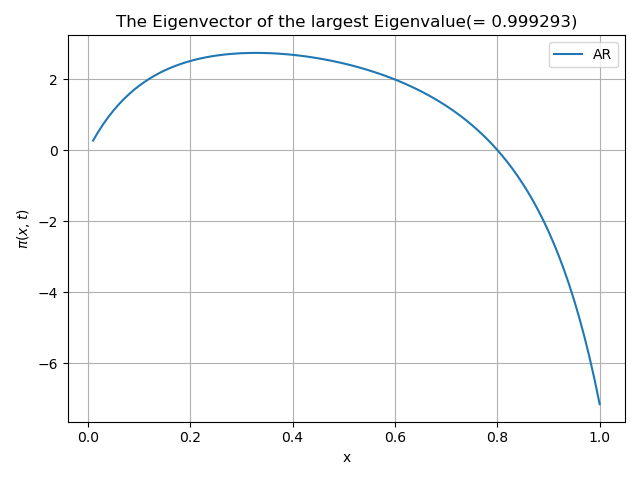 The Eigenvector of the largest Eigenvalue(= 0.999293)
AR
2
0
−2
−4
−6
π(x, t)
0.0 0.2 0.4 0.6 0.8 1.0
x